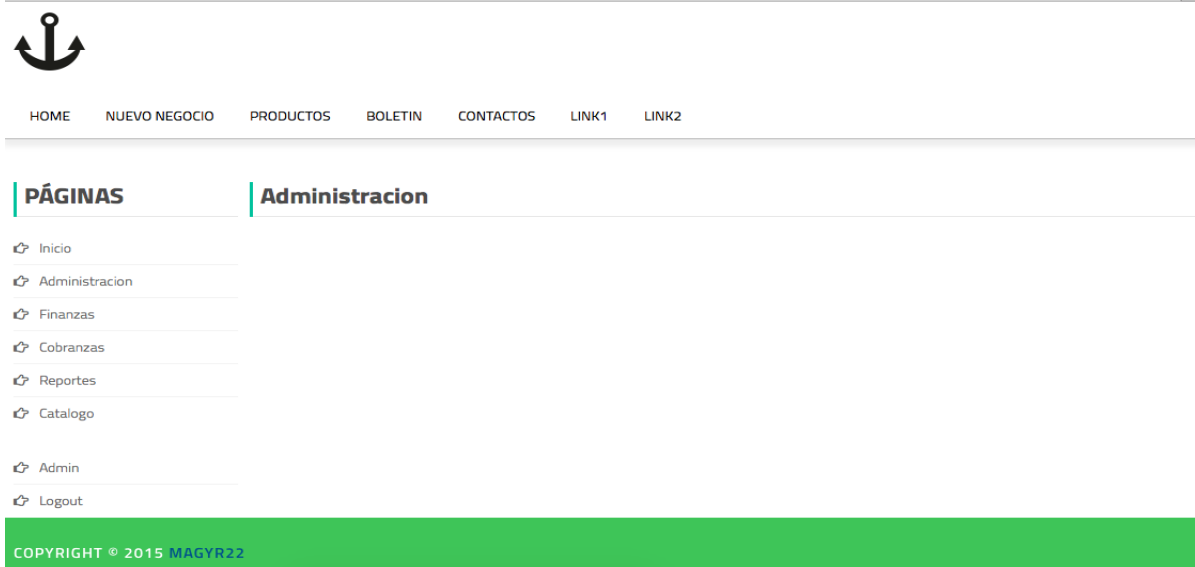 HOME NUEVO NEGOCIO PRODUCTOS BOLETIN CONTACTOS LINK1 LINK2
PÁGINAS
Inicio
Administracion
Finanzas
Cobranzas
Reportes
Catalogo
Admin
Logout
Administracion
COPYRIGHT © 2015 MAGYR22